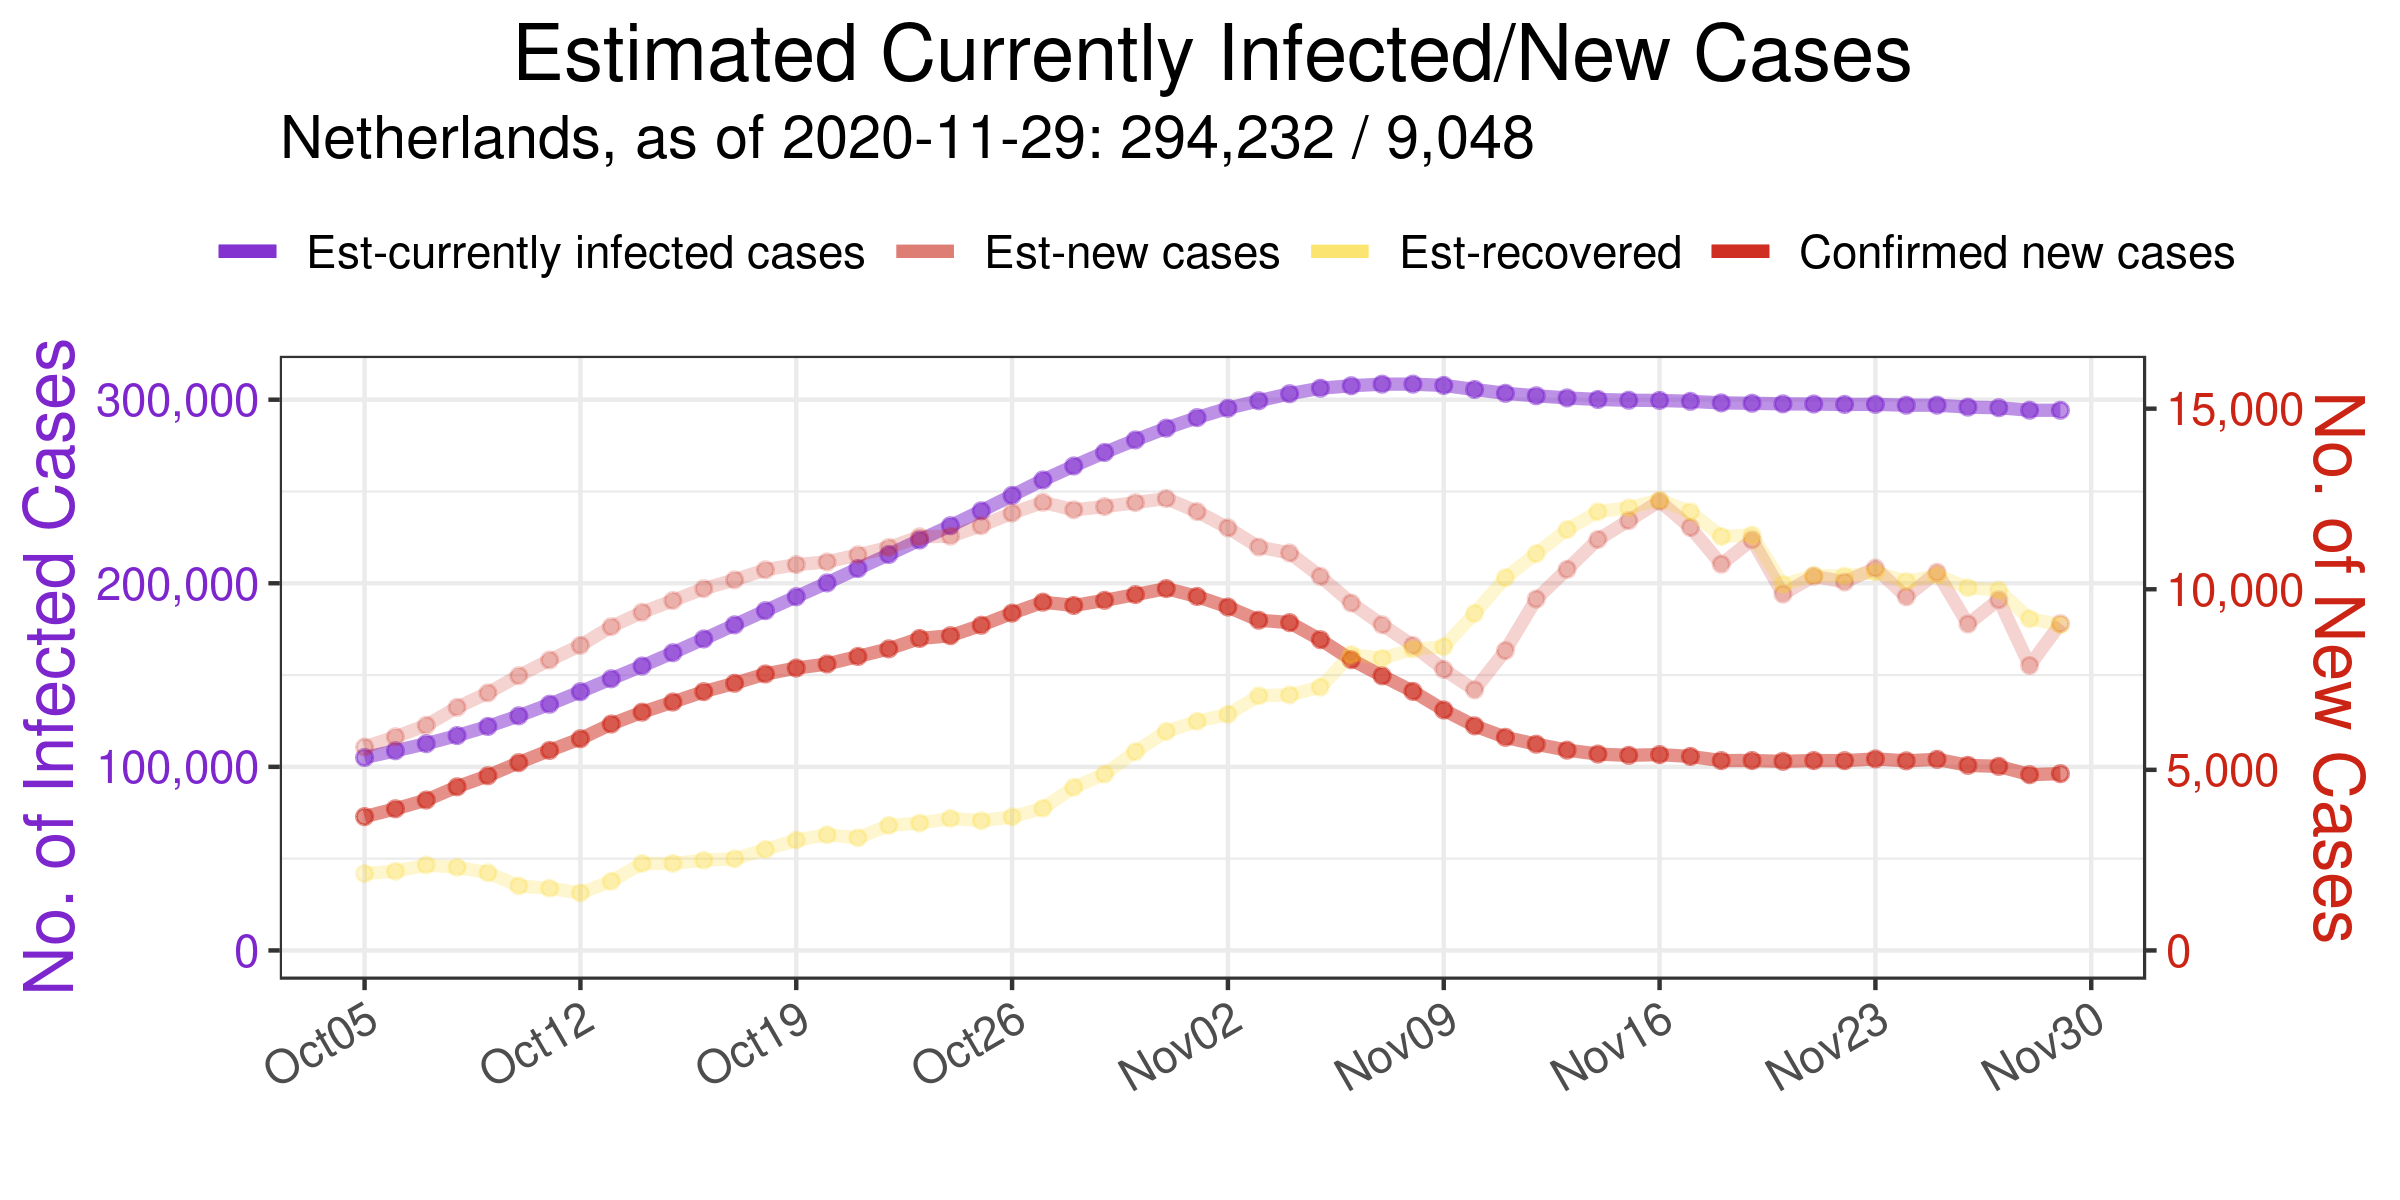 Estimated Currently Infected/New Cases
Netherlands, as of 2020-11-29: 294,232 / 9,048
Est-currently infected cases Est-new cases Est-recovered Confirmed new cases
No. of Infected Cases
300,000
200,000
100,000
0
15,000
10,000
5,000
0
No. of New Cases
Oct05 Oct12 Oct19 Oct26 Nov02 Nov09 Nov16 Nov23 Nov30